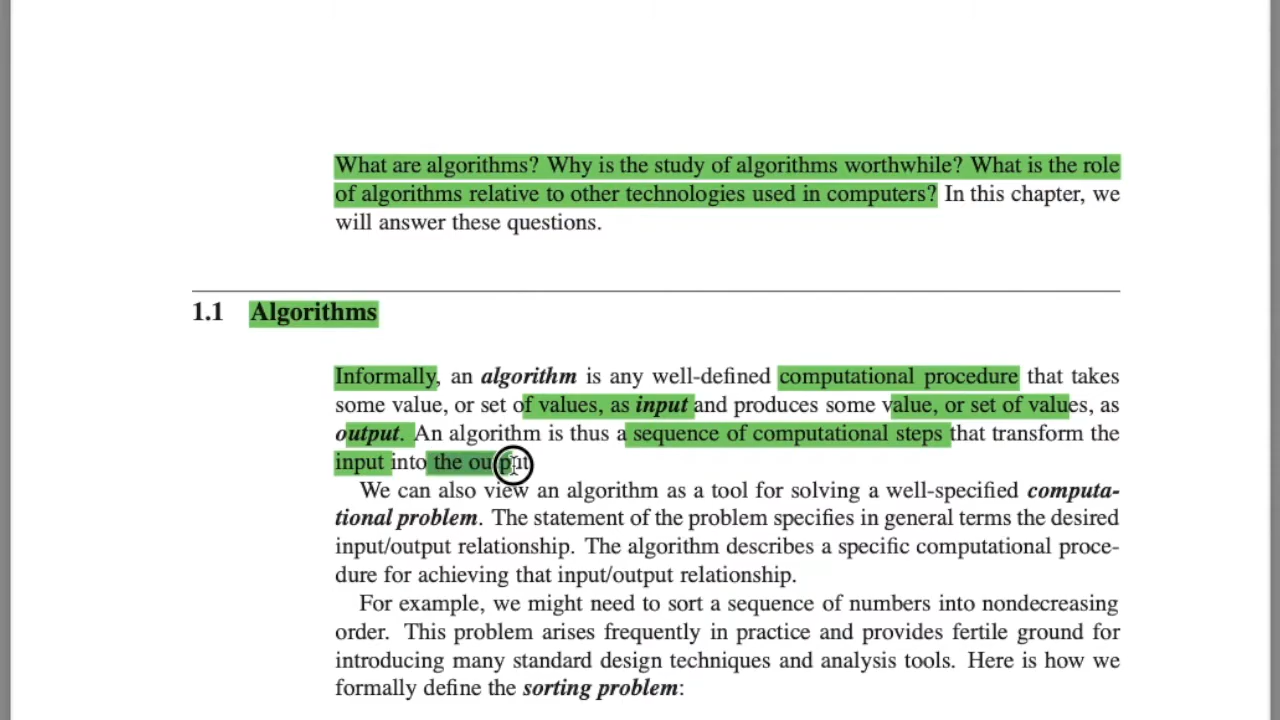 What are algorithms? Why is the study of algorithms worthwhile? What is the role
of algorithms relative to other technologies used in computers? In this chapter, we
will answer these questions.
1.1 Algorithms
Informally, an algorithm is any well-defined computational procedure that takes
some value, or set of values, as input and produces some value, or set of values, as
output. An algorithm is thus a sequence of computational steps that transform the
input into the output
We can also view an algorithm as a tool for solving a well-specified computa-
tional problem. The statement of the problem specifies in general terms the desired
input/output relationship. The algorithm describes a specific computational proce-
dure for achieving that input/output relationship.
For example, we might need to sort a sequence of numbers into nondecreasing
order. This problem arises frequently in practice and provides fertile ground for
introducing many standard design techniques and analysis tools. Here is how we
formally define the sorting problem: